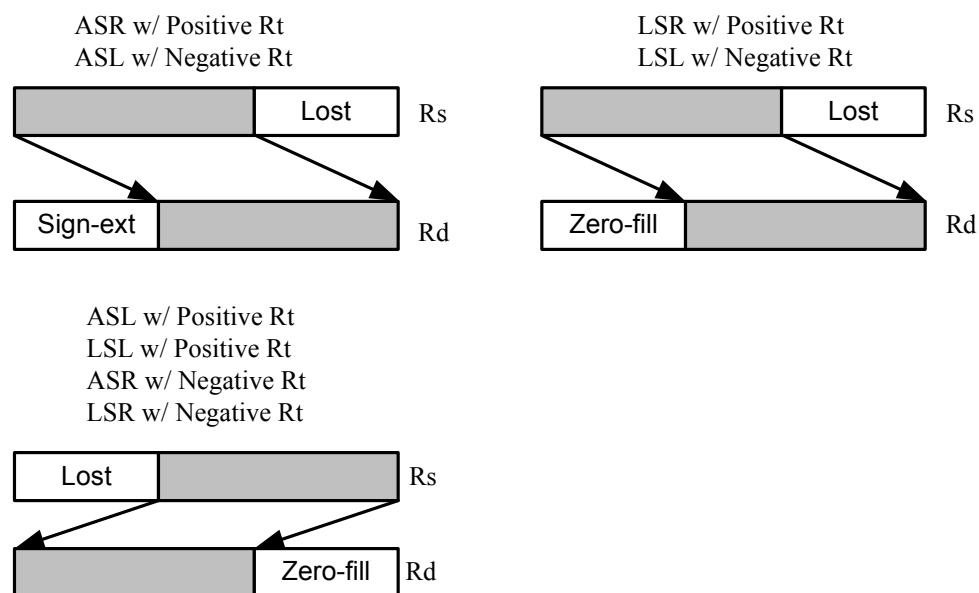 ASR w/ Positive Rt
ASL w/ Negative Rt
Lost
Rs
Sign-ext
Rd
LSR w/ Positive Rt
LSL w/ Negative Rt
Lost
Rs
Zero-fill
Rd
ASL w/ Positive Rt
LSL w/ Positive Rt
ASR w/ Negative Rt
LSR w/ Negative Rt
Lost
Rs
Zero-fill
Rd